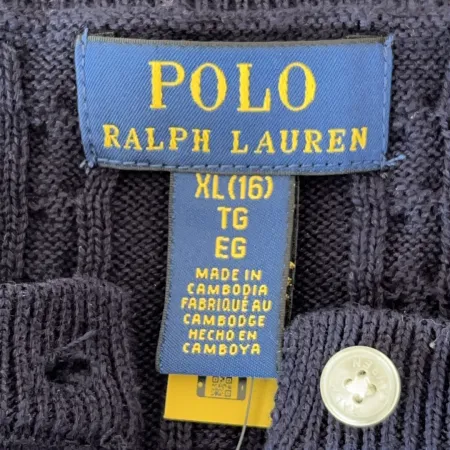 POLO
RALPH LAUREN
XL(16)
TG
EG
MADE IN
CAMBODIA
FABRIQUÉ AU
CAMBODGE
HECHO EN
CAMBOYA